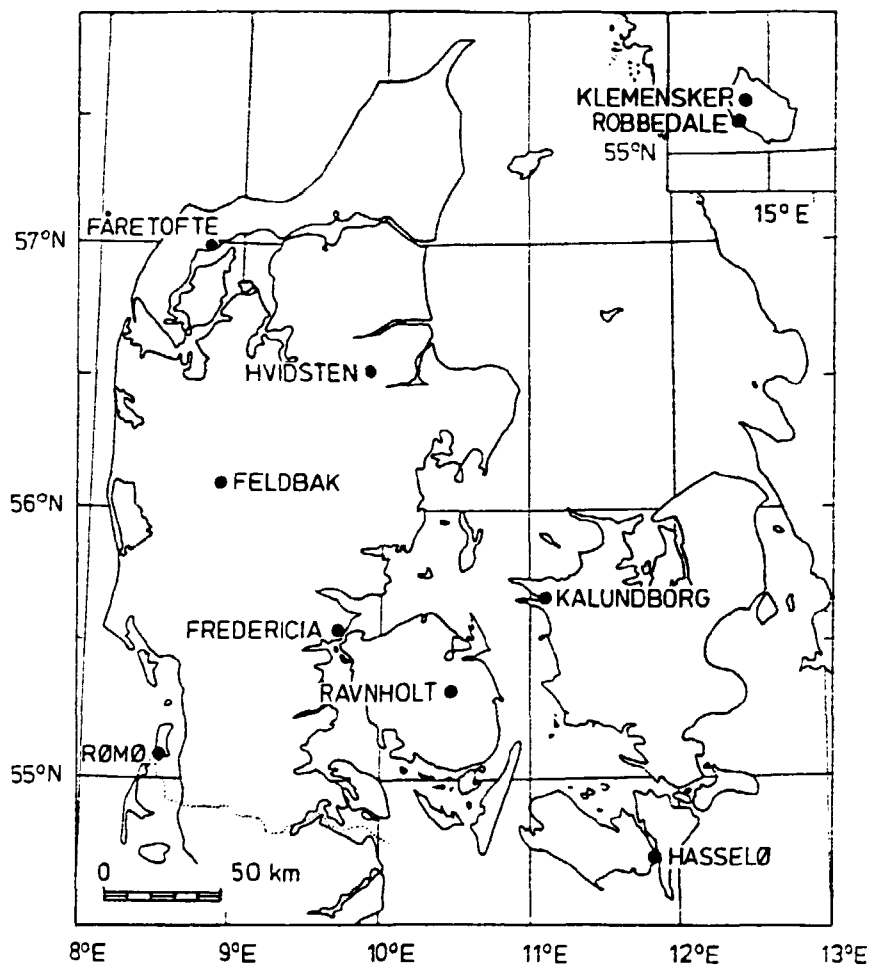 KLEMENSKER
ROBBEDALE
55°N
15°E
FÅRETOFTE
57°N
HVIDSTEN
FELDBAK
56°N
KALUNDBORG
FREDERICIA
RAVNHOLT
RØMØ
55°N
HASSELØ
0 50 km
8°E 9°E 10°E 11°E 12°E 13°E